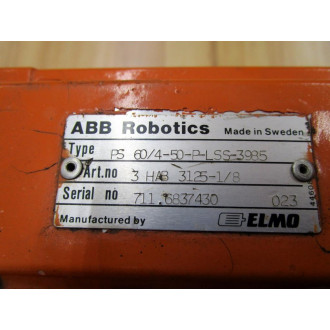 ABB Robotics Made in Sweden
Type PS 60/4-50-P-LSS-3985
Art.no 3 HAB 3125-1/8
Serial no 711.6837430 023
Manufactured by ELMO